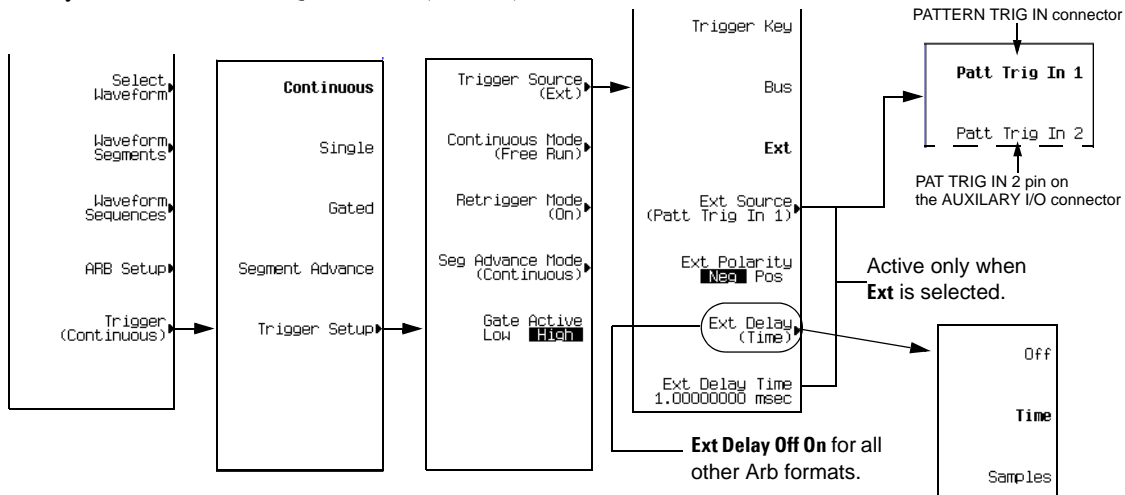 Select
Waveform
Waveform
Segments
Waveform
Sequences
ARB Setup
Trigger
(Continuous)
Continuous
Single
Gated
Segment Advance
Trigger Setup
Trigger Source
(Ext)
Continuous Mode
(Free Run)
Retrigger Mode
(On)
Seg Advance Mode
(Continuous)
Gate Active
Low High
Trigger Key
Bus
Ext
Ext Source
(Patt Trig In 1)
Ext Polarity
Neg Pos
Ext Delay
(Time)
Ext Delay Time
1.00000000 msec
PATTERN TRIG IN connector
Patt Trig In 1
Patt Trig In 2
PAT TRIG IN 2 pin on
the AUXILARY I/O connector
Active only when
Ext is selected.
Off
Time
Samples
Ext Delay Off On for all
other Arb formats.